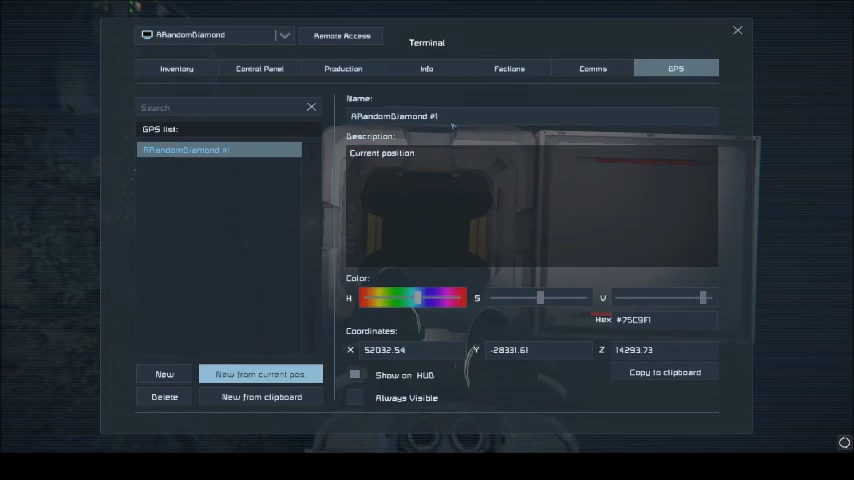 ARandomDiamond
Remote Access
Terminal
Inventory
Control Panel
Production
Info
Factions
Comms
GPS
Search
GPS list:
ARandomDiamond #1
Name:
ARandomDiamond #1
Description:
Current position
Color:
H
S
V
Hex #75C9F1
Coordinates:
X 52032.54
Y -28331.61
Z 14293.73
New
New from current pos.
Show on HUD
Copy to clipboard
Delete
New from clipboard
Always Visible